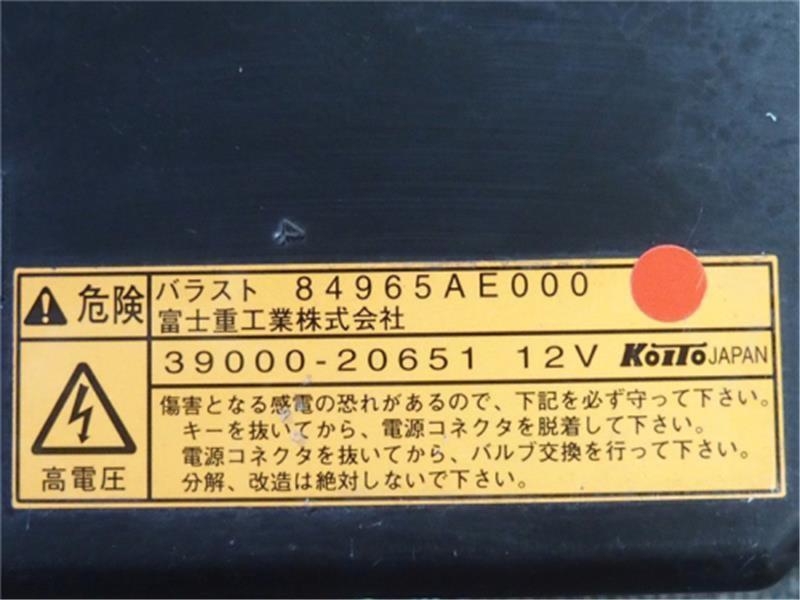 危険
バラスト 84965AE000
富士重工業株式会社
39000-20651 12V KOITO JAPAN
高電圧
傷害となる感電の恐れがあるので、下記を必ず守って下さい。
キーを抜いてから、電源コネクタを脱着して下さい。
電源コネクタを抜いてから、バルブ交換を行って下さい。
分解、改造は絶対しないで下さい。